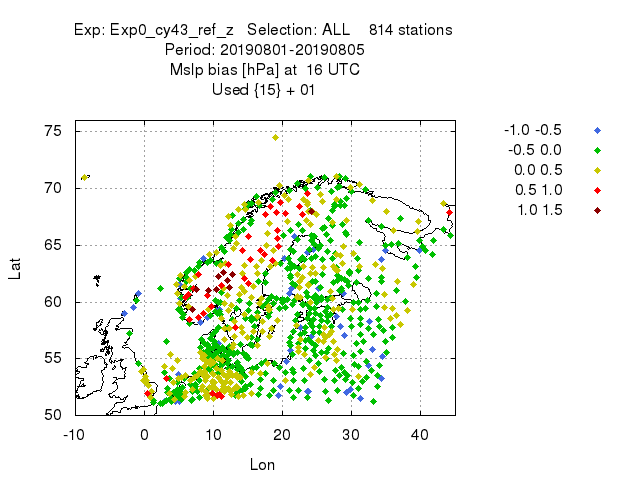 Exp: Exp0_cy43_ref_z   Selection: ALL    814 stations
Period: 20190801-20190805
Mslp bias [hPa] at  16 UTC
Used {15} + 01
-1.0 -0.5
-0.5 0.0
0.0 0.5
0.5 1.0
1.0 1.5
75
70
65
60
55
50
Lat
-10 0 10 20 30 40
Lon